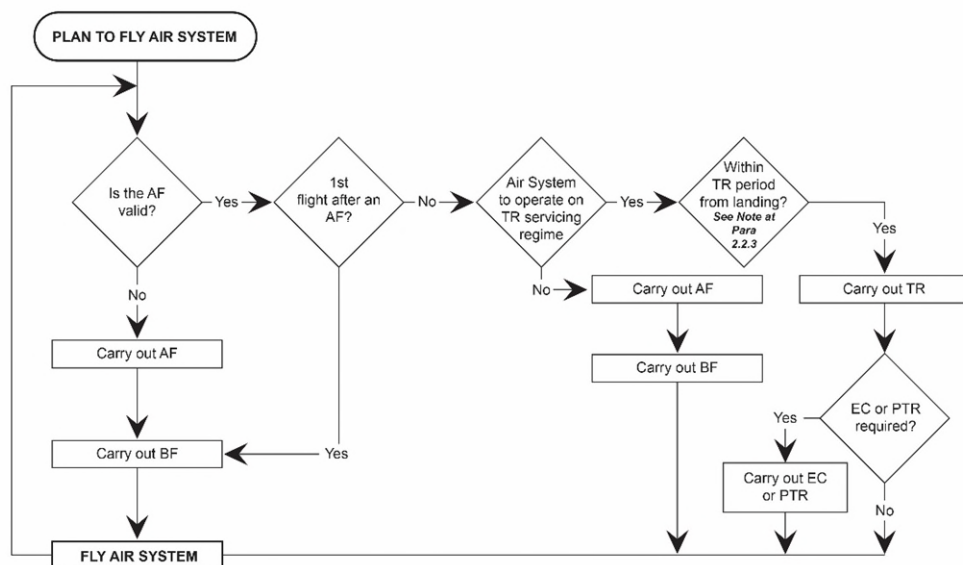 PLAN TO FLY AIR SYSTEM
Is the AF
valid?
Yes
1st
flight after an
AF?
No
Air System
to operate on
TR servicing
regime
Yes
Within
TR period
from landing?
See Note at
Para
2.2.3
Yes
No
No
Carry out AF
Carry out TR
Carry out AF
Carry out BF
EC or PTR
required?
Yes
Carry out BF
Yes
Carry out EC
or PTR
No
FLY AIR SYSTEM